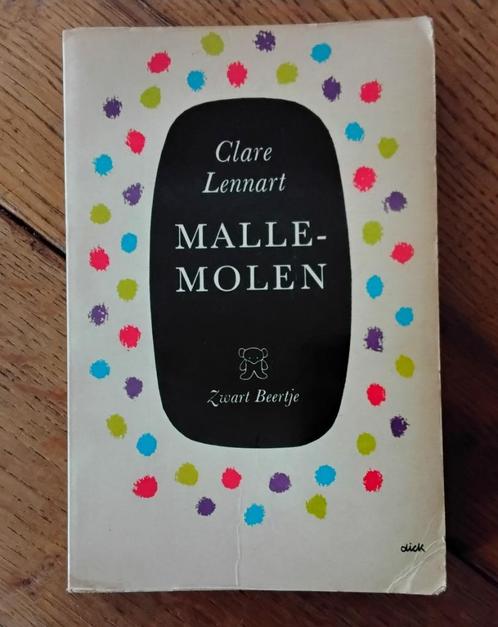 Clare
Lennart
MALLE-
MOLEN
Zwart Beertje
dick